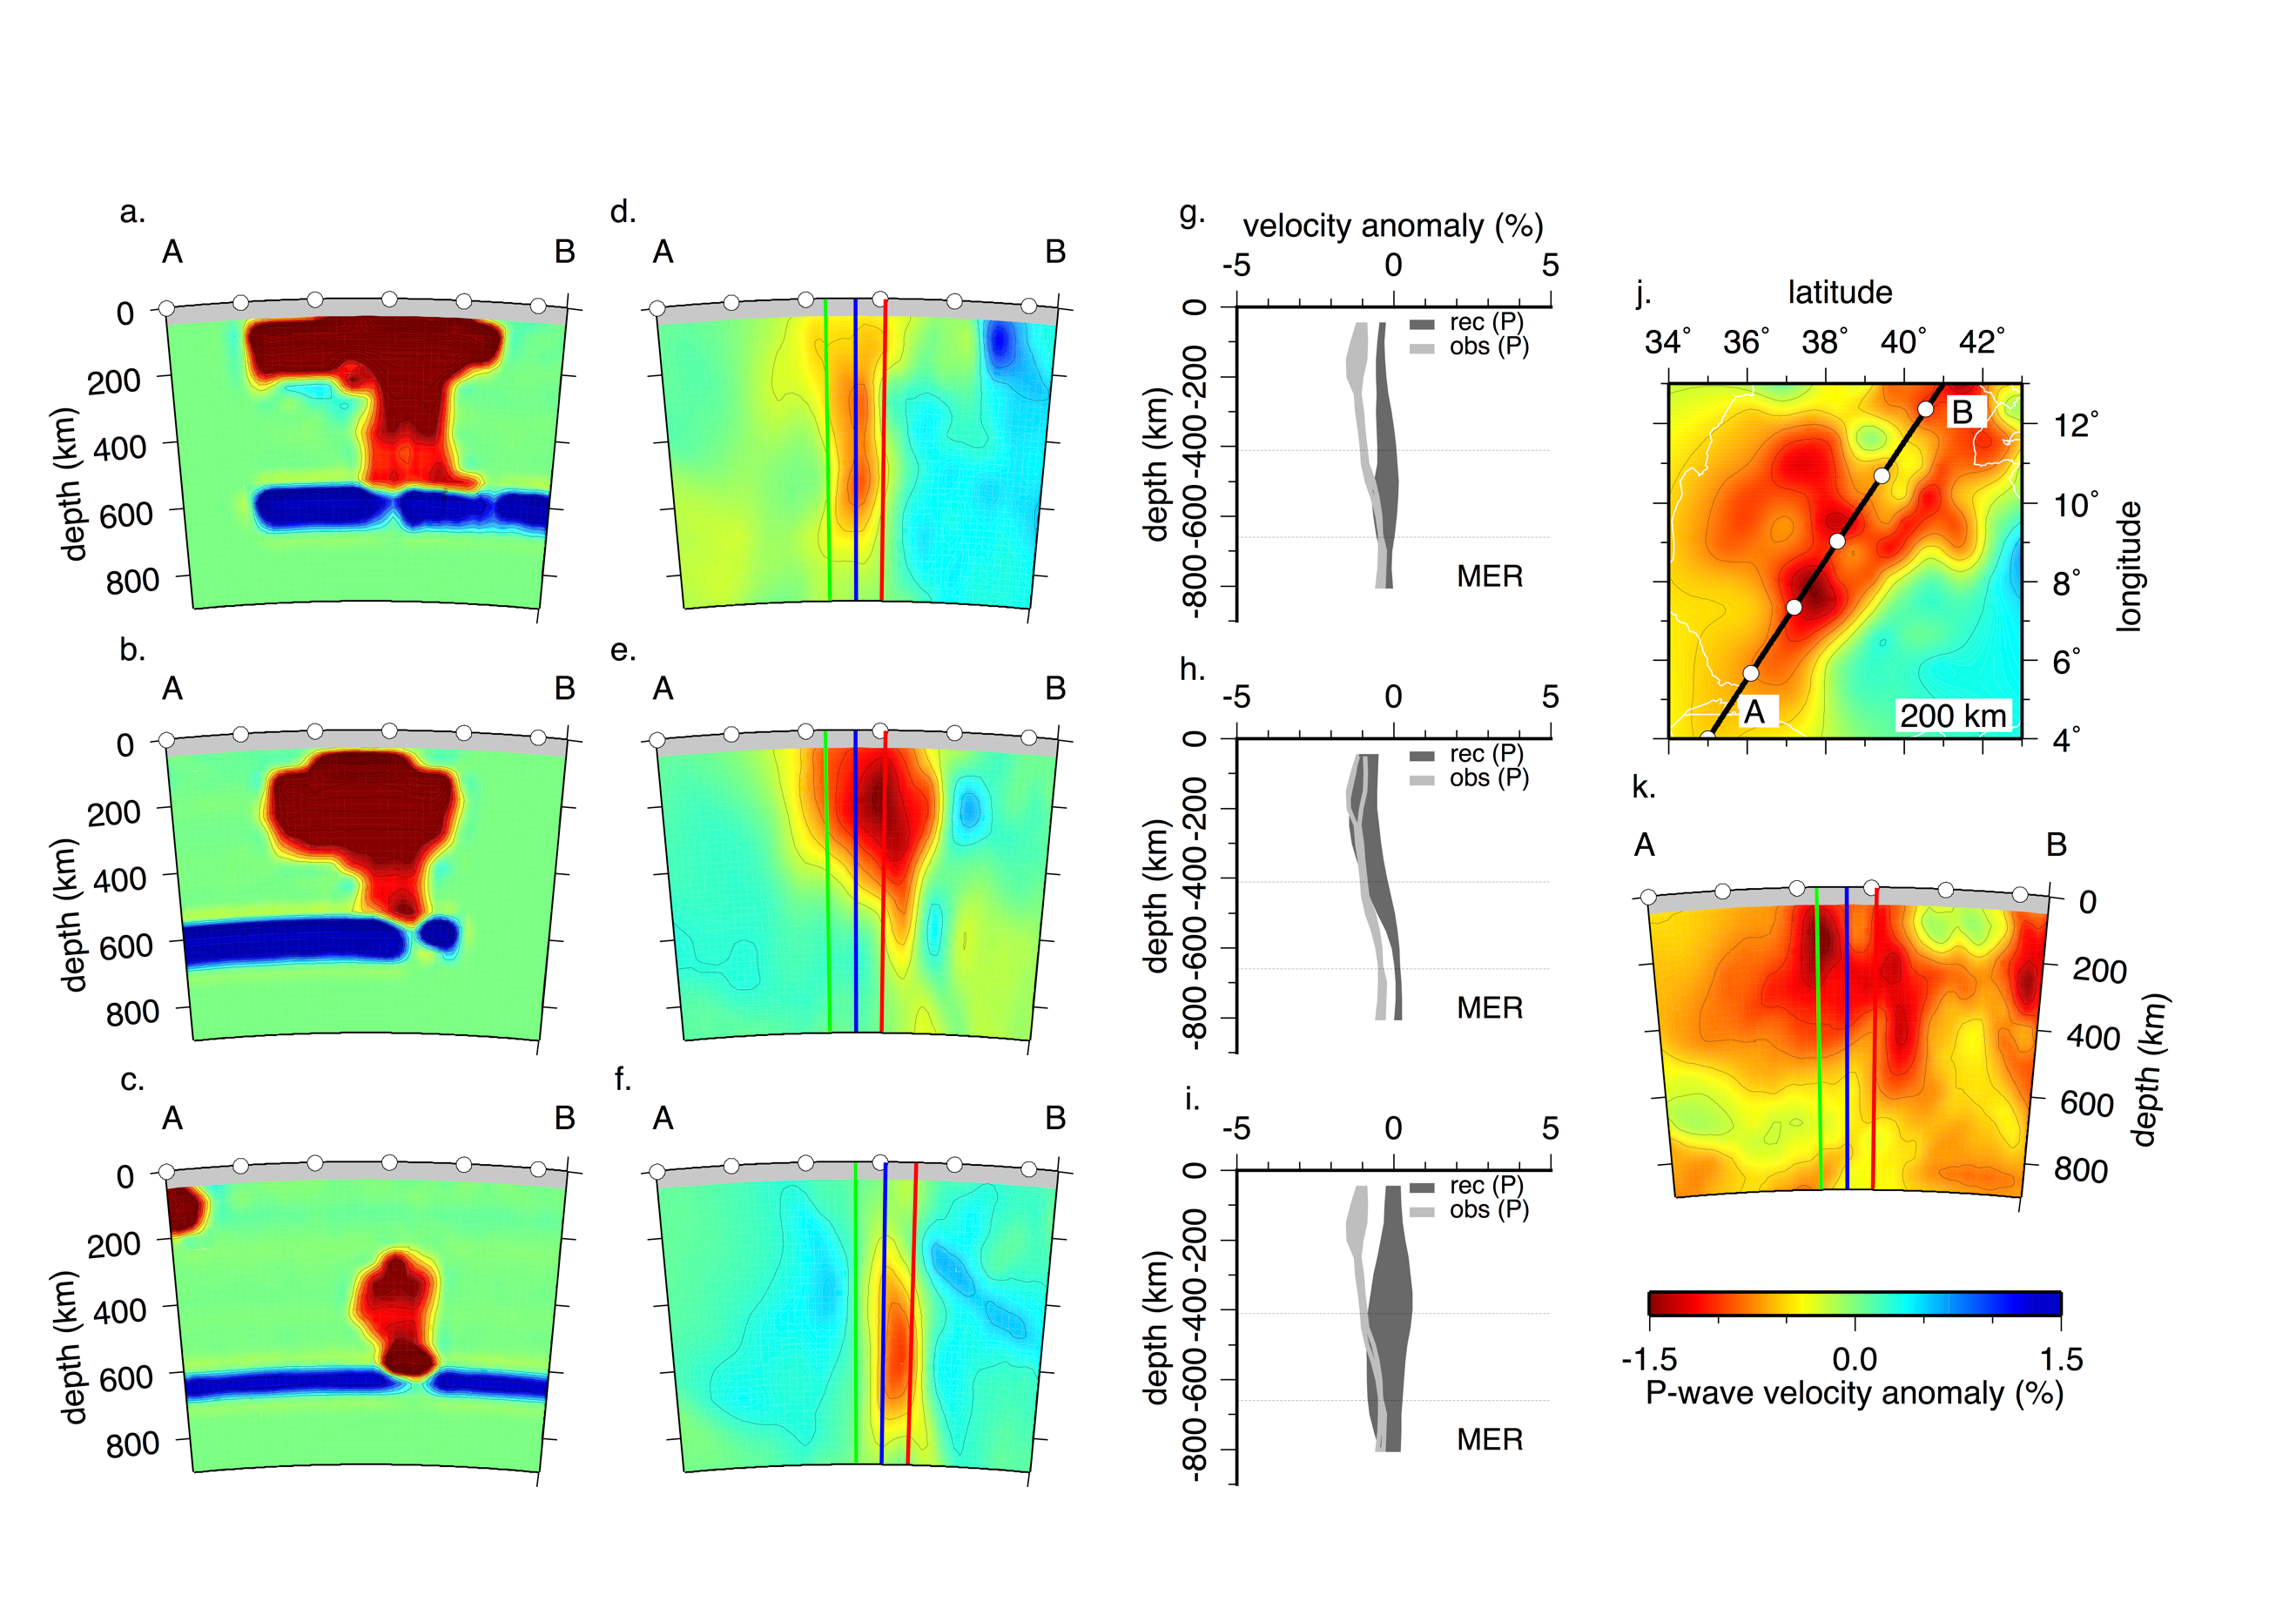 a.
A B
0
200
400
600
800
depth (km)
d.
A B
g.
velocity anomaly (%)
-5 0 5
0
-200
-400
-600
-800
depth (km)
rec (P)
obs (P)
MER
j.
latitude
34° 36° 38° 40° 42°
12°
10°
8°
6°
4°
longitude
B
A
200 km
b.
A B
0
200
400
600
800
depth (km)
e.
A B
h.
-5 0 5
0
-200
-400
-600
-800
depth (km)
rec (P)
obs (P)
MER
k.
A B
0
200
400
600
800
depth (km)
c.
A B
0
200
400
600
800
depth (km)
f.
A B
i.
-5 0 5
0
-200
-400
-600
-800
depth (km)
rec (P)
obs (P)
MER
-1.5 0.0 1.5
P-wave velocity anomaly (%)